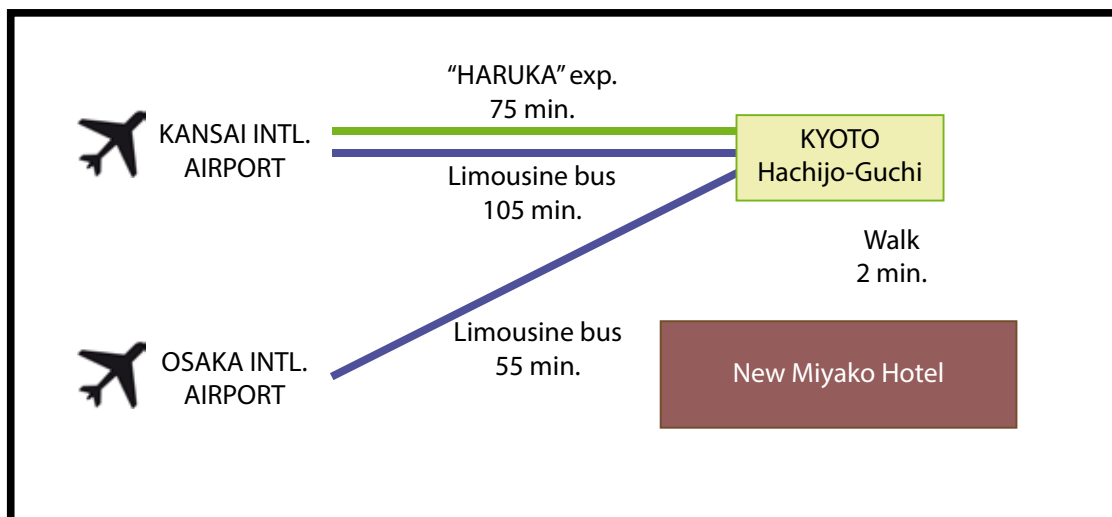 “HARUKA” exp.
75 min.
KANSAI INTL.
AIRPORT
KYOTO
Hachijo-Guchi
Limousine bus
105 min.
Walk
2 min.
Limousine bus
55 min.
OSAKA INTL.
AIRPORT
New Miyako Hotel